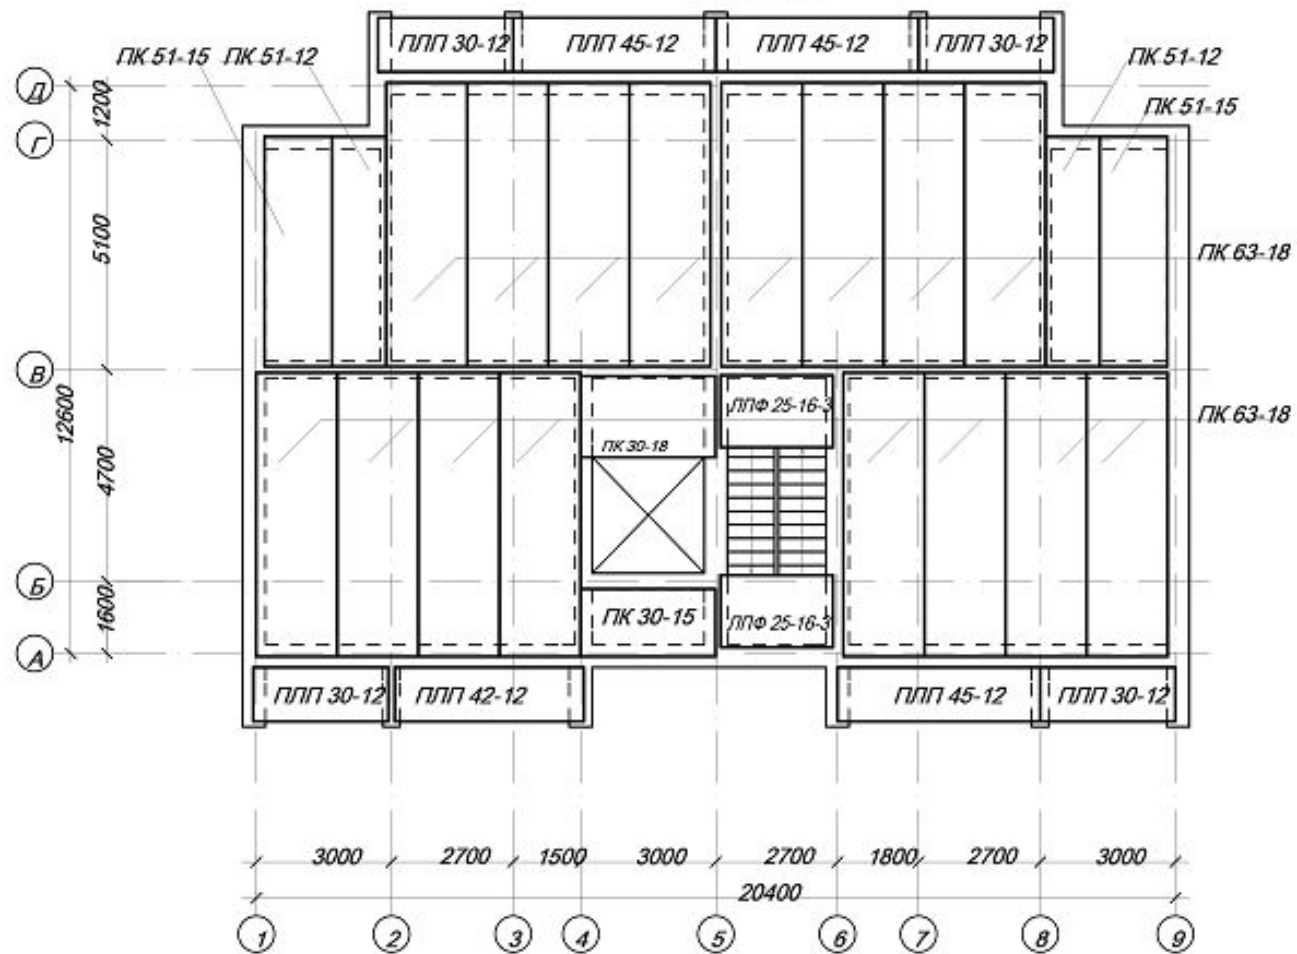 ПЛП 30-12 ПЛП 45-12 ПЛП 45-12 ПЛП 30-12
ПК 51-15 ПК 51-12 ПК 51-12
Д
1200
ПК 51-15
Г
5100
ПК 63-18
В
12600
ЛПФ 25-16-3
ПК 63-18
4700
ПК 30-18
Б
1600
ПК 30-15
ЛПФ 25-16-3
А
ПЛП 30-12 ПЛП 42-12 ПЛП 45-12 ПЛП 30-12
3000 2700 1500 3000 2700 1800 2700 3000
20400
1 2 3 4 5 6 7 8 9